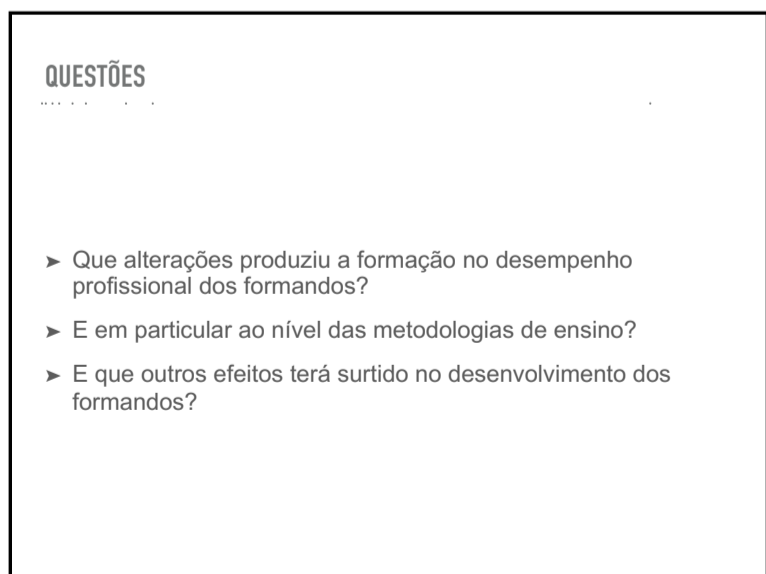 QUESTÕES
➤ Que alterações produziu a formação no desempenho
profissional dos formandos?
➤ E em particular ao nível das metodologias de ensino?
➤ E que outros efeitos terá surtido no desenvolvimento dos
formandos?